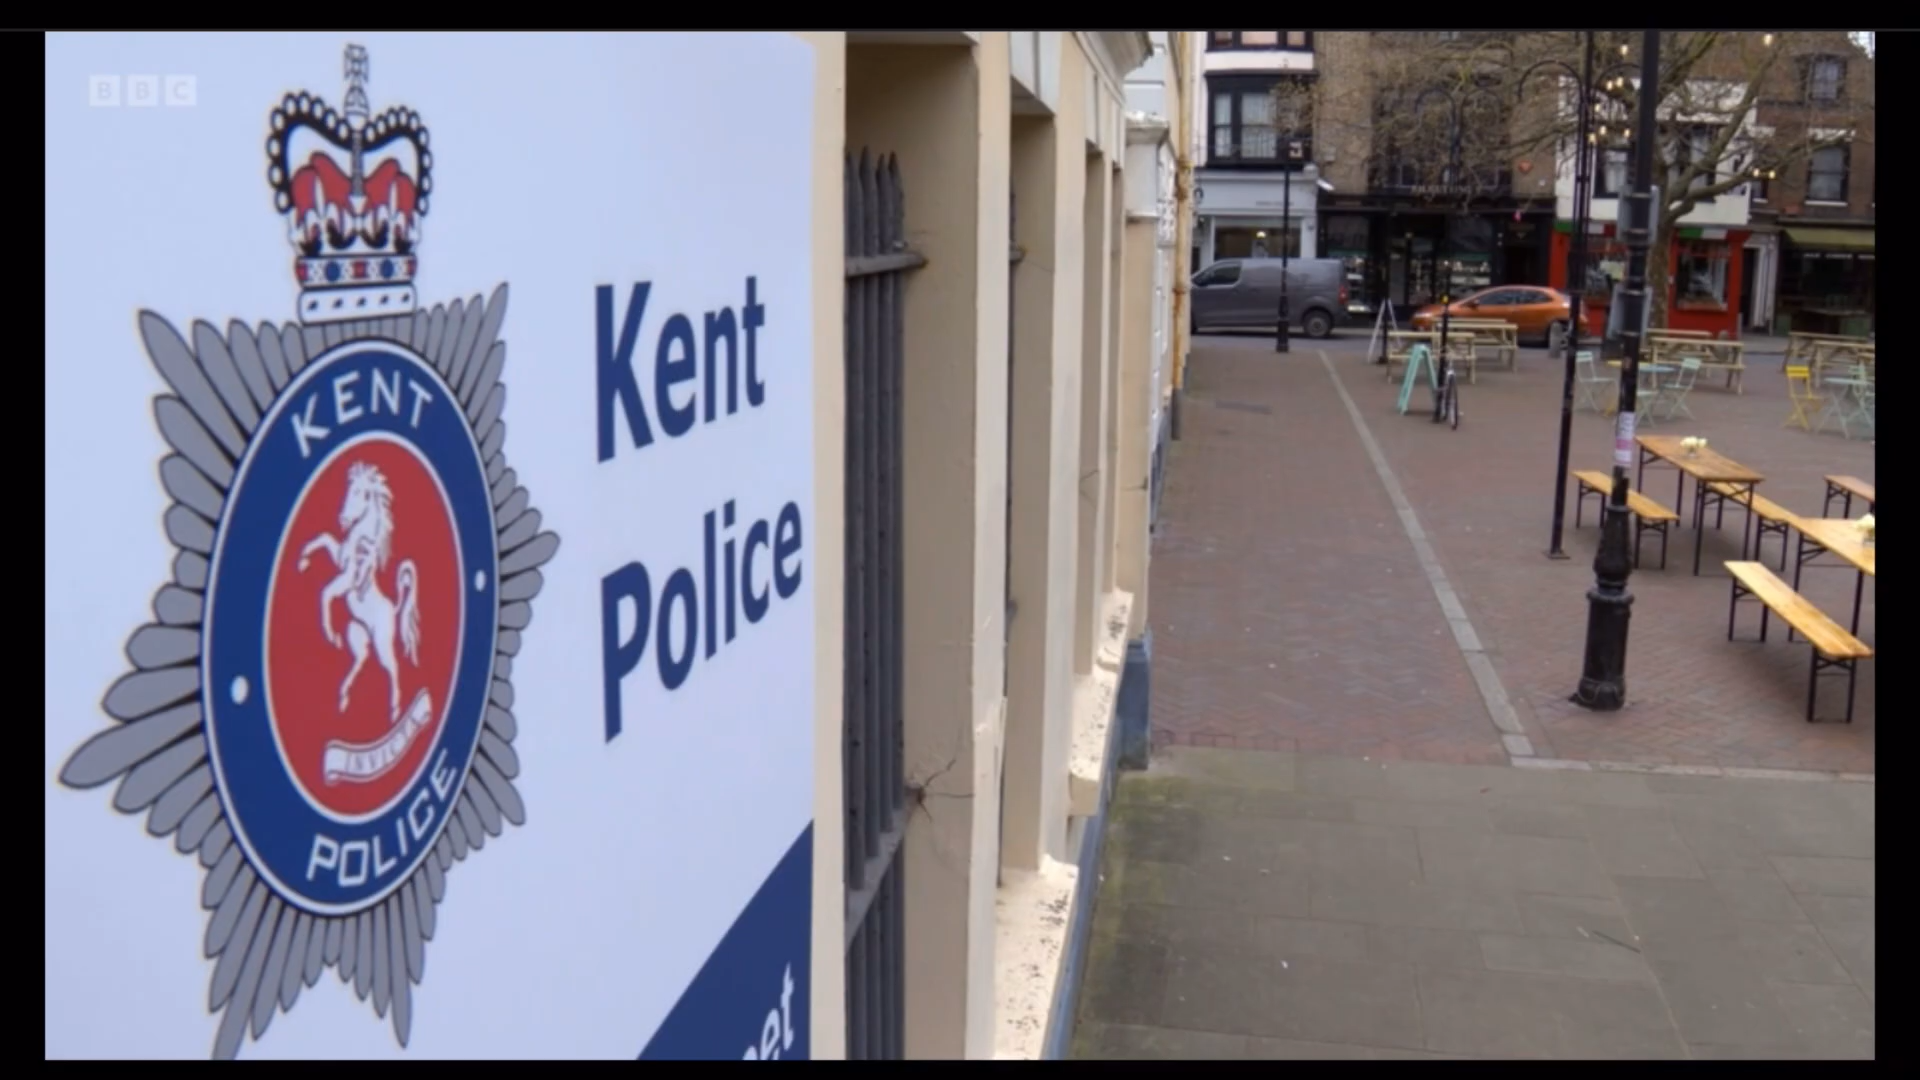 BBC
KENT
INVICTA
POLICE
Kent
Police